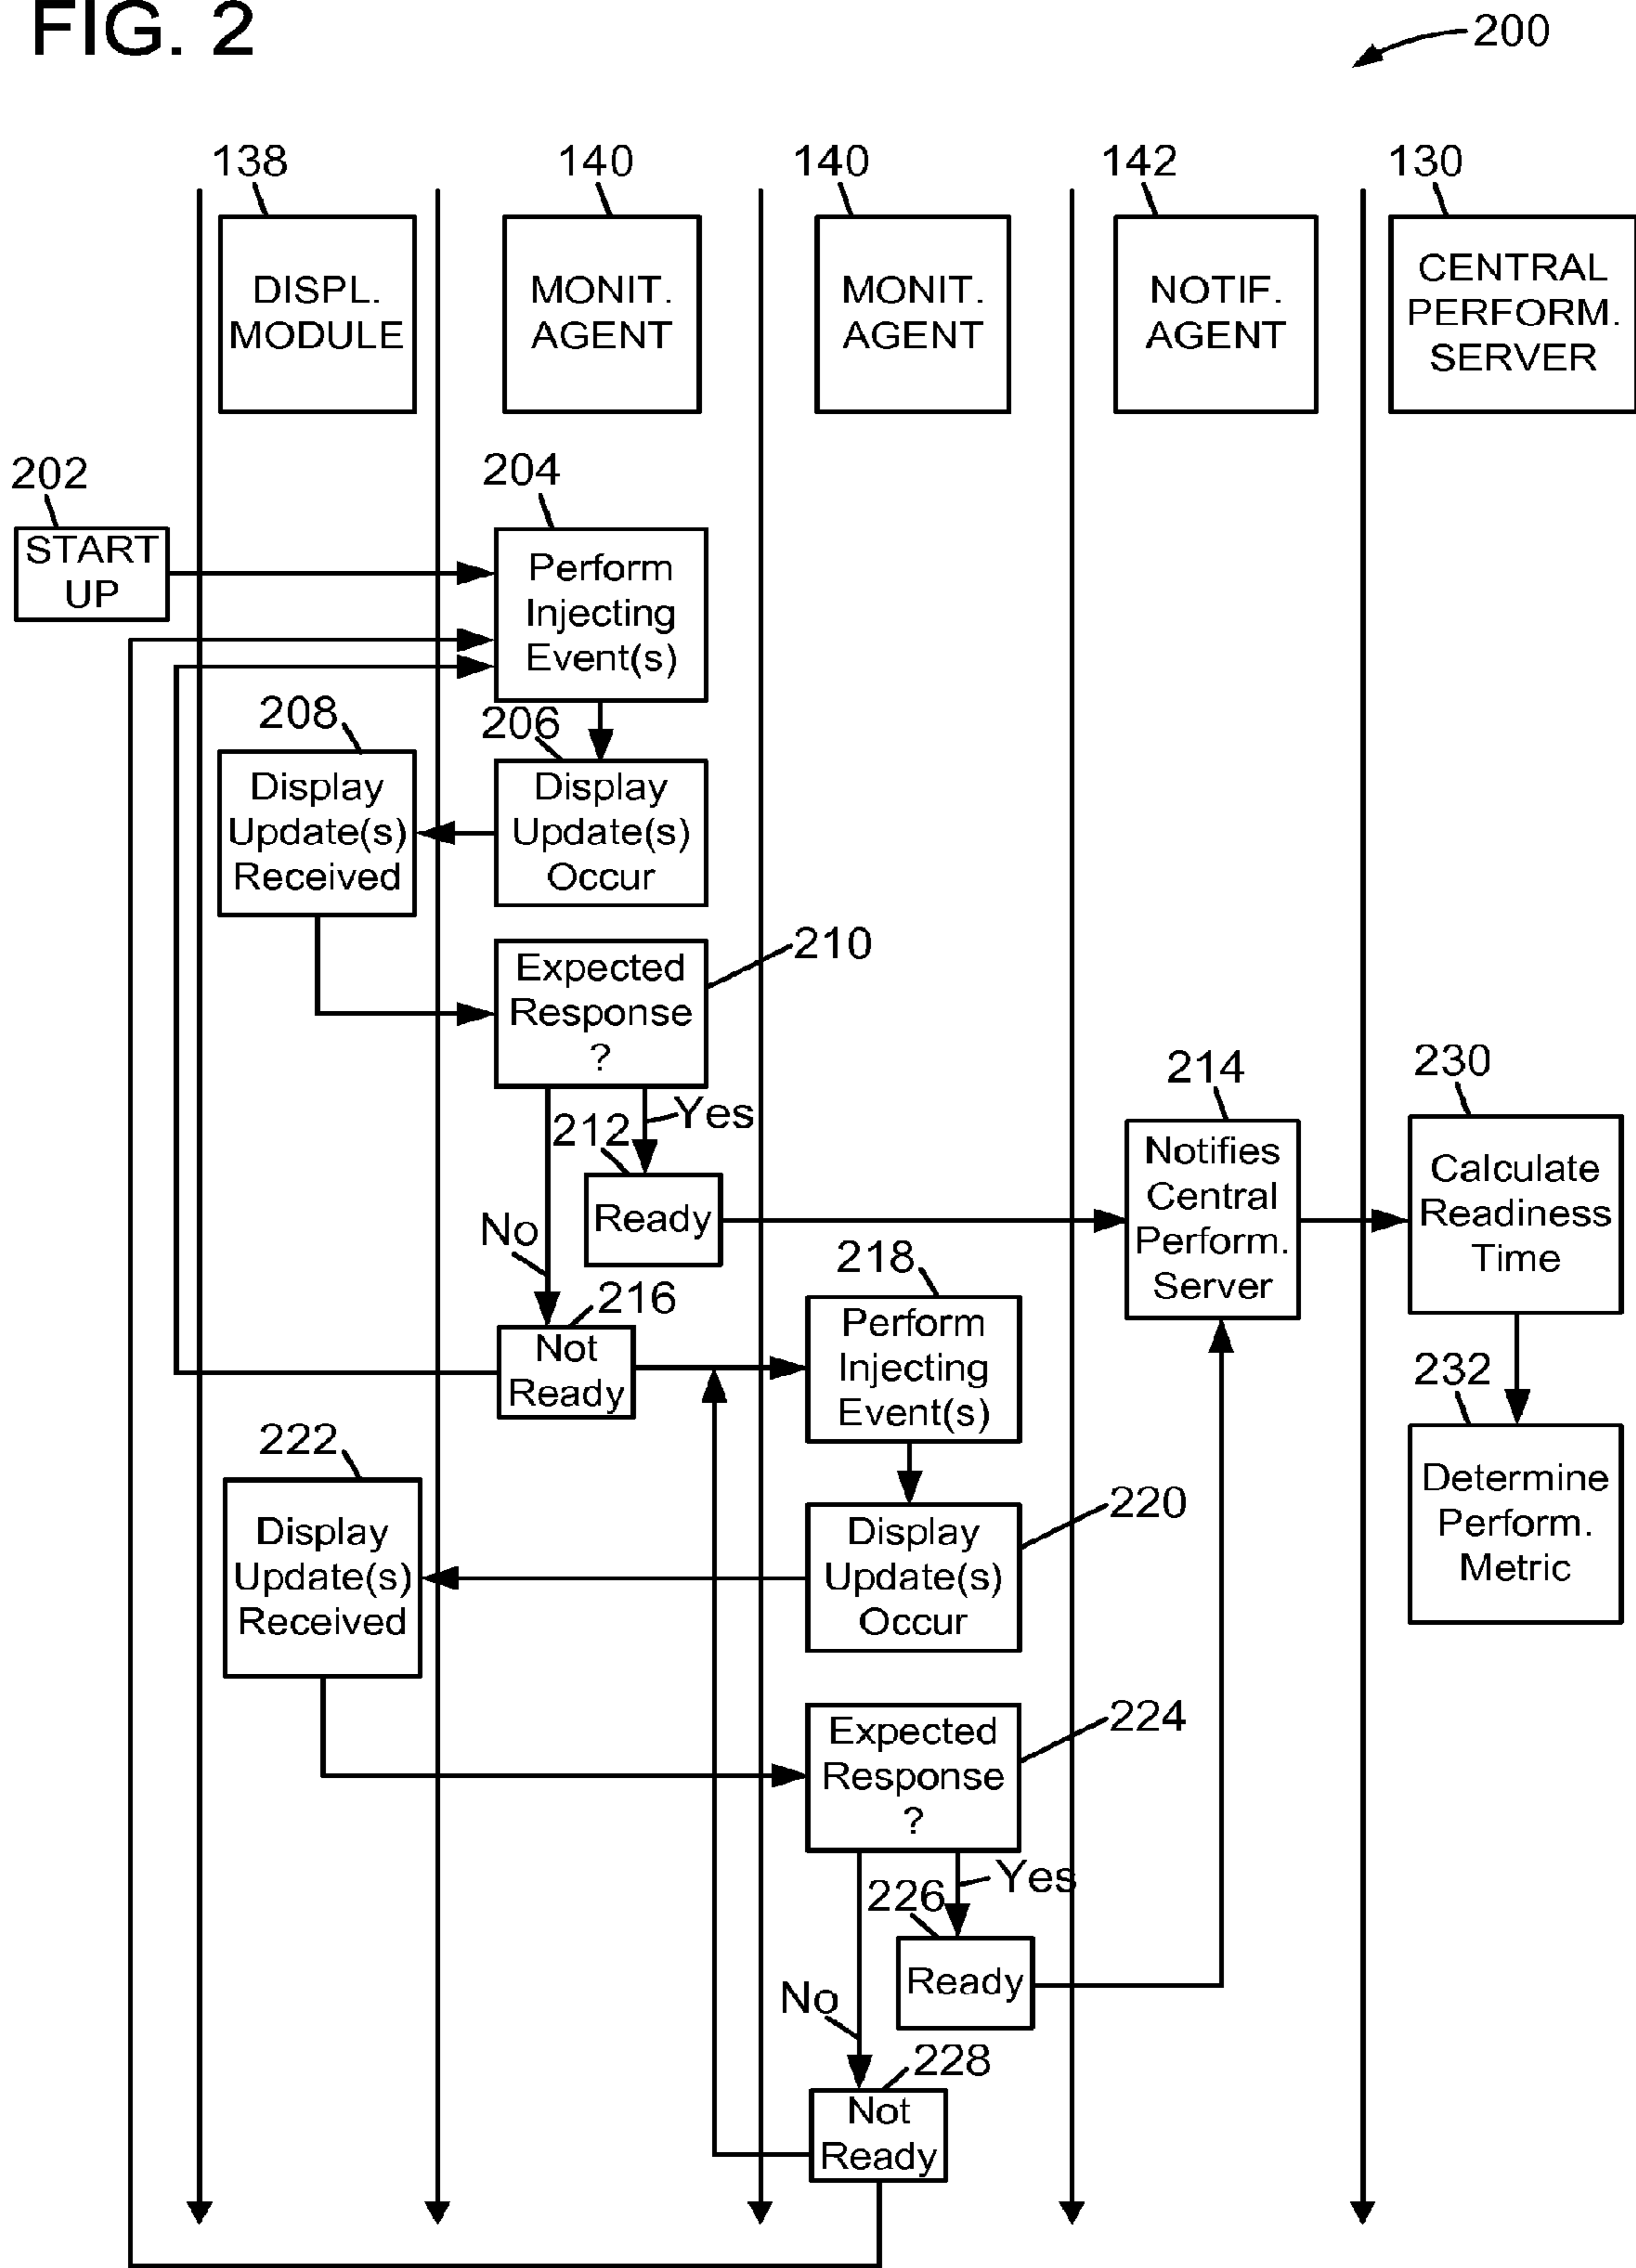 FIG. 2
200
138
140
140
142
130
DISPL.
MODULE
MONIT.
AGENT
MONIT.
AGENT
NOTIF.
AGENT
CENTRAL
PERFORM.
SERVER
202
START
UP
204
Perform
Injecting
Event(s)
208
Display
Update(s)
Received
206
Display
Update(s)
Occur
210
Expected
Response
?
Yes
212
Ready
No
216
Not
Ready
214
Notifies
Central
Perform.
Server
230
Calculate
Readiness
Time
232
Determine
Perform.
Metric
218
Perform
Injecting
Event(s)
220
Display
Update(s)
Occur
222
Display
Update(s)
Received
224
Expected
Response
?
Yes
226
Ready
No
228
Not
Ready